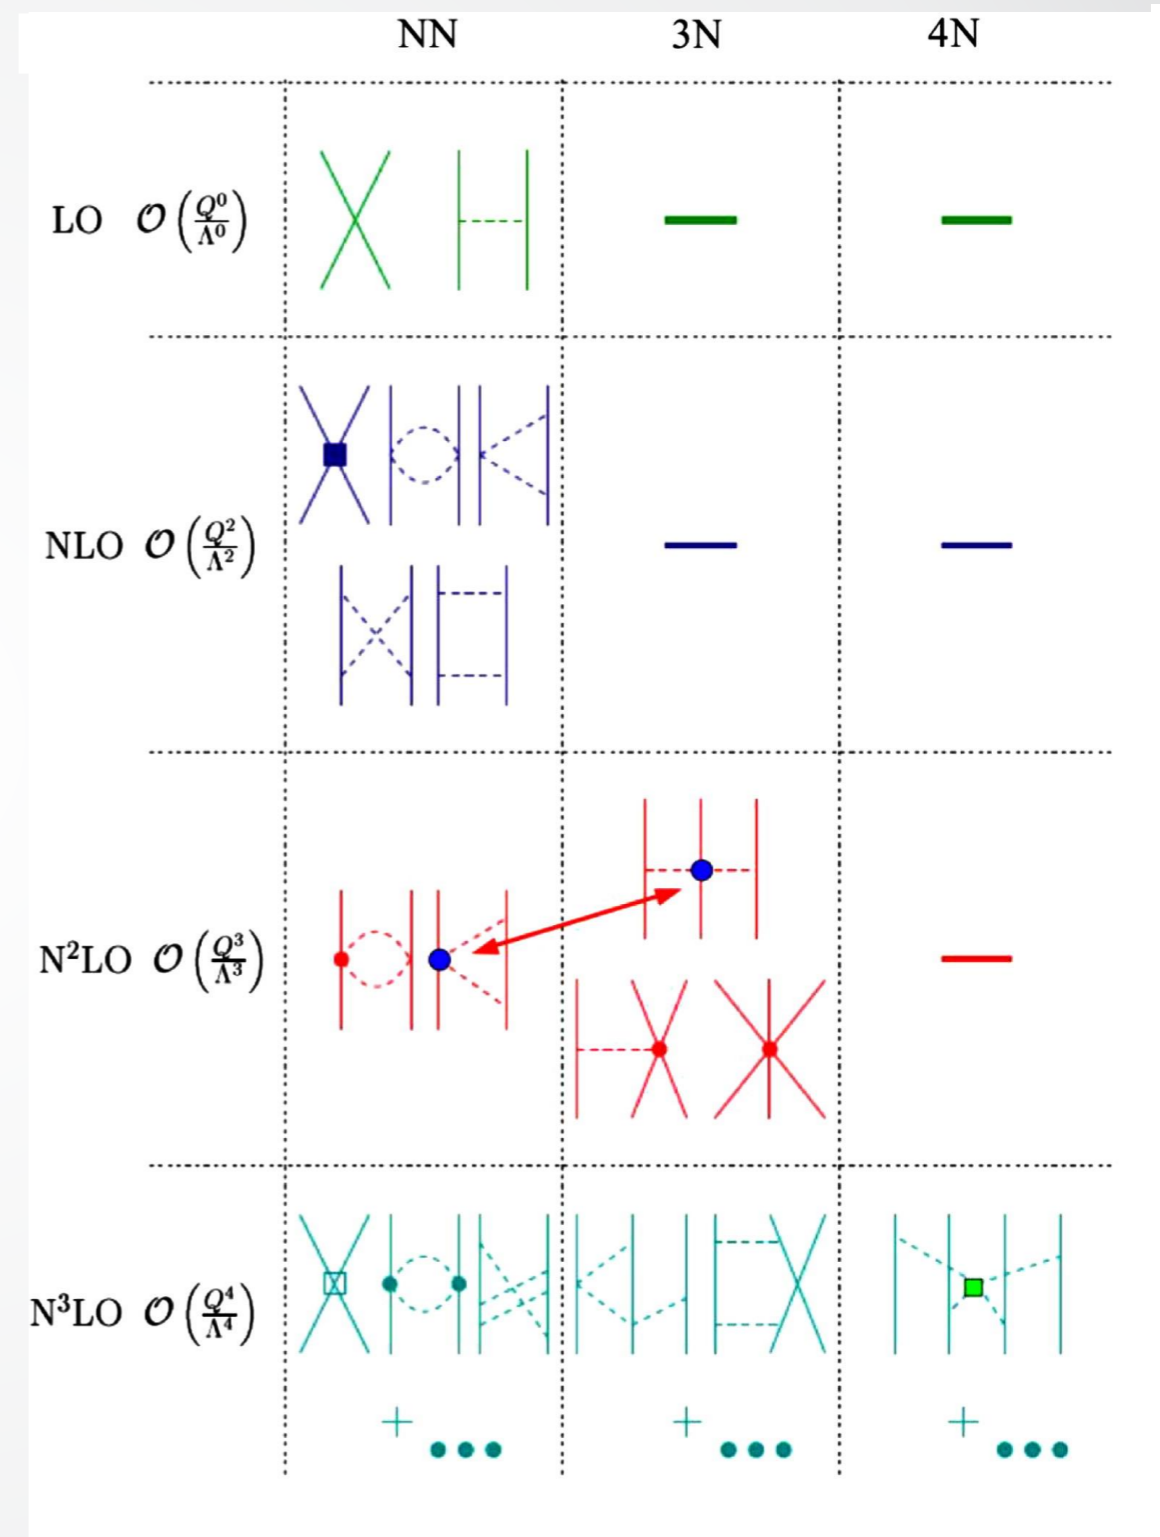 NN 3N 4N
LO 𝒪(Q⁰/Λ⁰)
NLO 𝒪(Q²/Λ²)
N²LO 𝒪(Q³/Λ³)
N³LO 𝒪(Q⁴/Λ⁴)